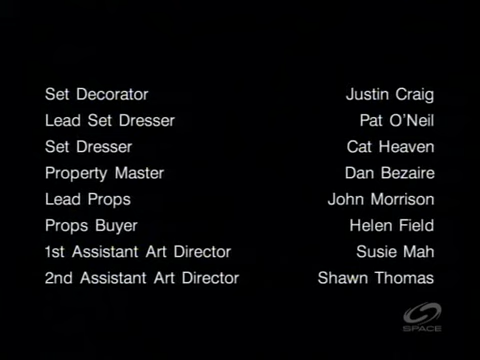 Set Decorator Justin Craig
Lead Set Dresser Pat O'Neil
Set Dresser Cat Heaven
Property Master Dan Bezaire
Lead Props John Morrison
Props Buyer Helen Field
1st Assistant Art Director Susie Mah
2nd Assistant Art Director Shawn Thomas
SPACE